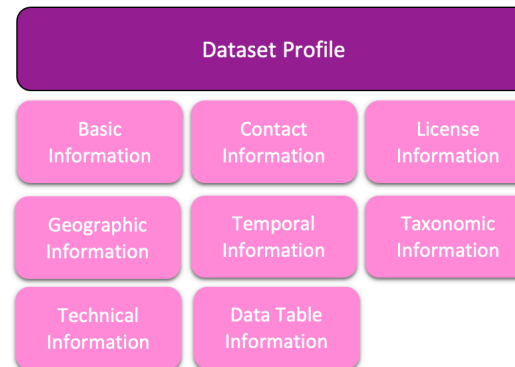 Dataset Profile
Basic
Information
Contact
Information
License
Information
Geographic
Information
Temporal
Information
Taxonomic
Information
Technical
Information
Data Table
Information